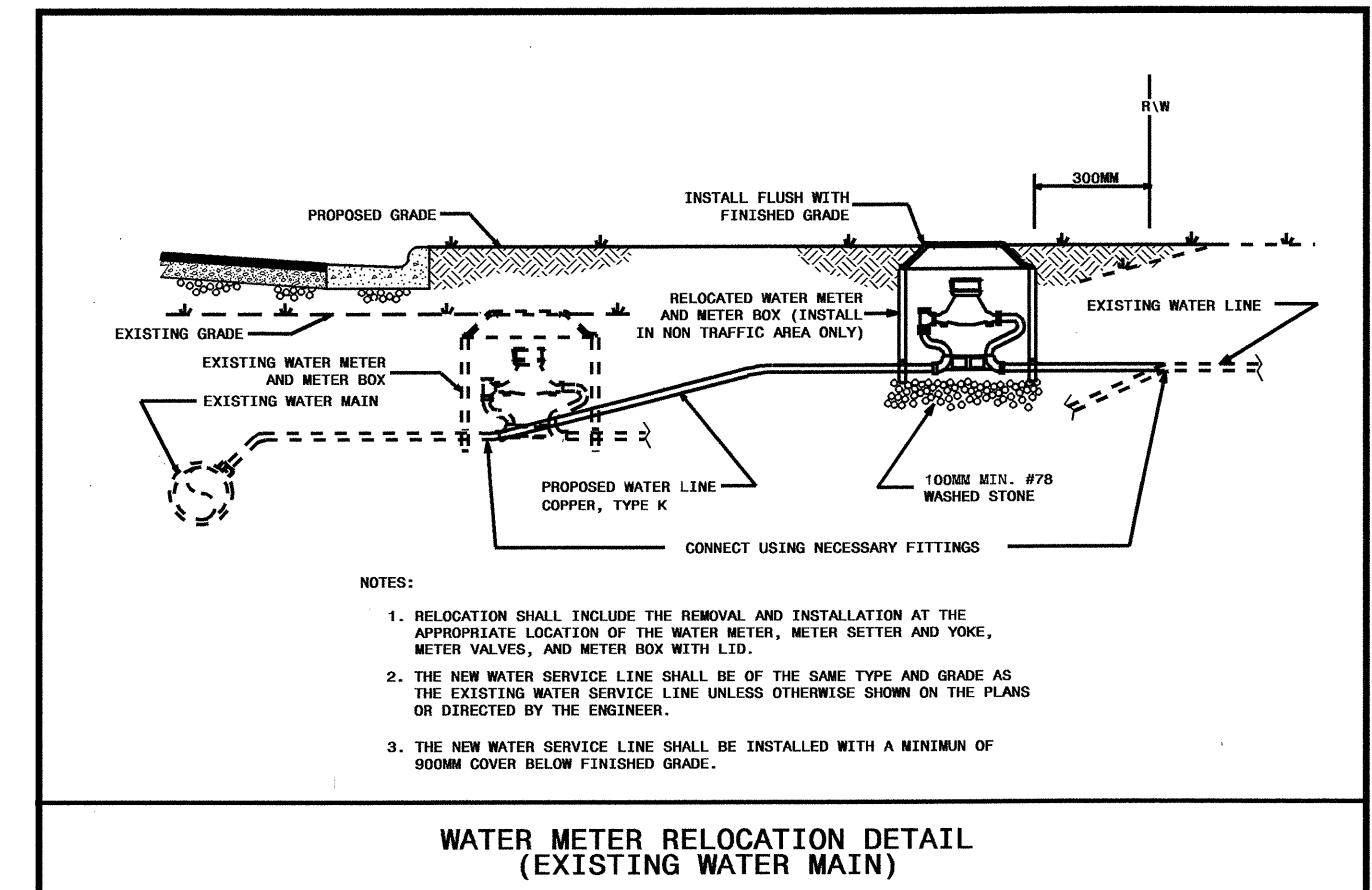 R\W
300MM
INSTALL FLUSH WITH
FINISHED GRADE
PROPOSED GRADE
RELOCATED WATER METER
AND METER BOX (INSTALL
IN NON TRAFFIC AREA ONLY)
EXISTING WATER LINE
EXISTING GRADE
EXISTING WATER METER
AND METER BOX
EXISTING WATER MAIN
PROPOSED WATER LINE
COPPER, TYPE K
100MM MIN. #78
WASHED STONE
CONNECT USING NECESSARY FITTINGS
NOTES:
1. RELOCATION SHALL INCLUDE THE REMOVAL AND INSTALLATION AT THE
APPROPRIATE LOCATION OF THE WATER METER, METER SETTER AND YOKE,
METER VALVES, AND METER BOX WITH LID.
2. THE NEW WATER SERVICE LINE SHALL BE OF THE SAME TYPE AND GRADE AS
THE EXISTING WATER SERVICE LINE UNLESS OTHERWISE SHOWN ON THE PLANS
OR DIRECTED BY THE ENGINEER.
3. THE NEW WATER SERVICE LINE SHALL BE INSTALLED WITH A MINIMUN OF
900MM COVER BELOW FINISHED GRADE.
WATER METER RELOCATION DETAIL
(EXISTING WATER MAIN)